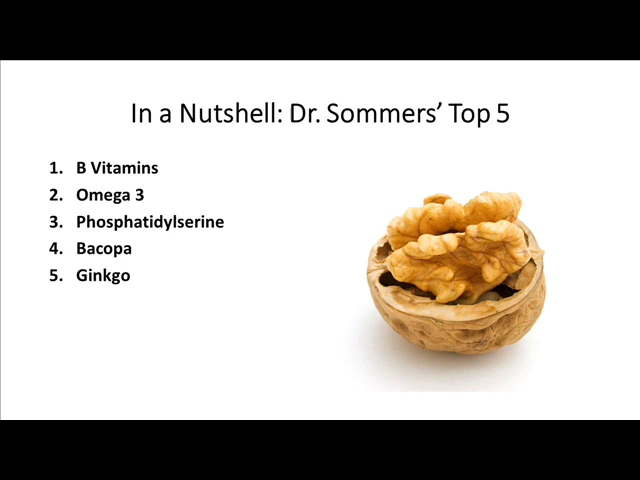 In a Nutshell: Dr. Sommers’ Top 5
1. B Vitamins
2. Omega 3
3. Phosphatidylserine
4. Bacopa
5. Ginkgo